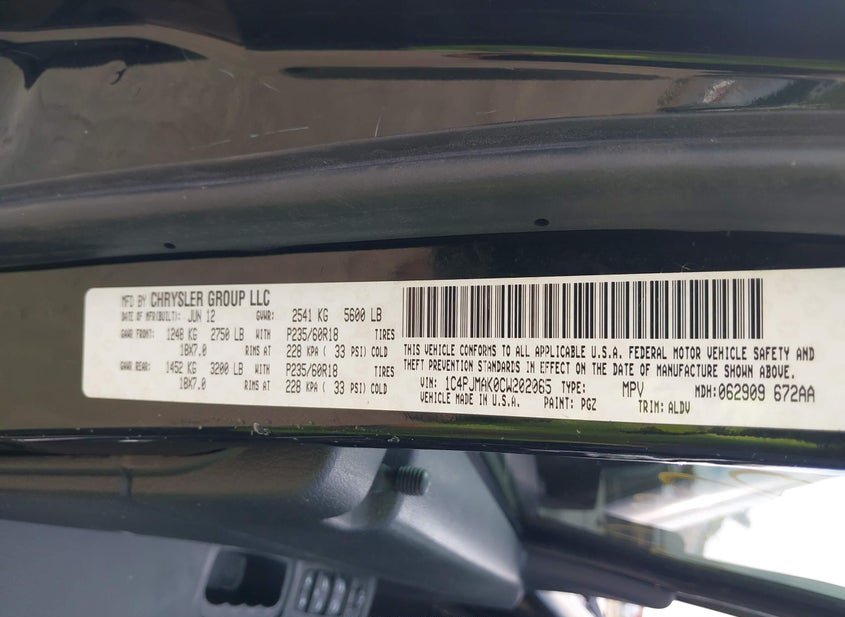 MFD BY CHRYSLER GROUP LLC
DATE OF MFR(BUILT): JUN 12 GVWR: 2541 KG 5600 LB
GAWR FRONT: 1248 KG 2750 LB WITH P235/60R18 TIRES
18X7.0 RIMS AT 228 KPA ( 33 PSI) COLD
GAWR REAR: 1452 KG 3200 LB WITH P235/60R18 TIRES
18X7.0 RIMS AT 228 KPA ( 33 PSI) COLD
THIS VEHICLE CONFORMS TO ALL APPLICABLE U.S.A. FEDERAL MOTOR VEHICLE SAFETY AND
THEFT PREVENTION STANDARDS IN EFFECT ON THE DATE OF MANUFACTURE SHOWN ABOVE.
VIN: 1C4PJMAK0CW202065 TYPE: MPV MDH: 062909 672AA
VEHICLE MADE IN U.S.A. PAINT: PGZ TRIM: ALDV